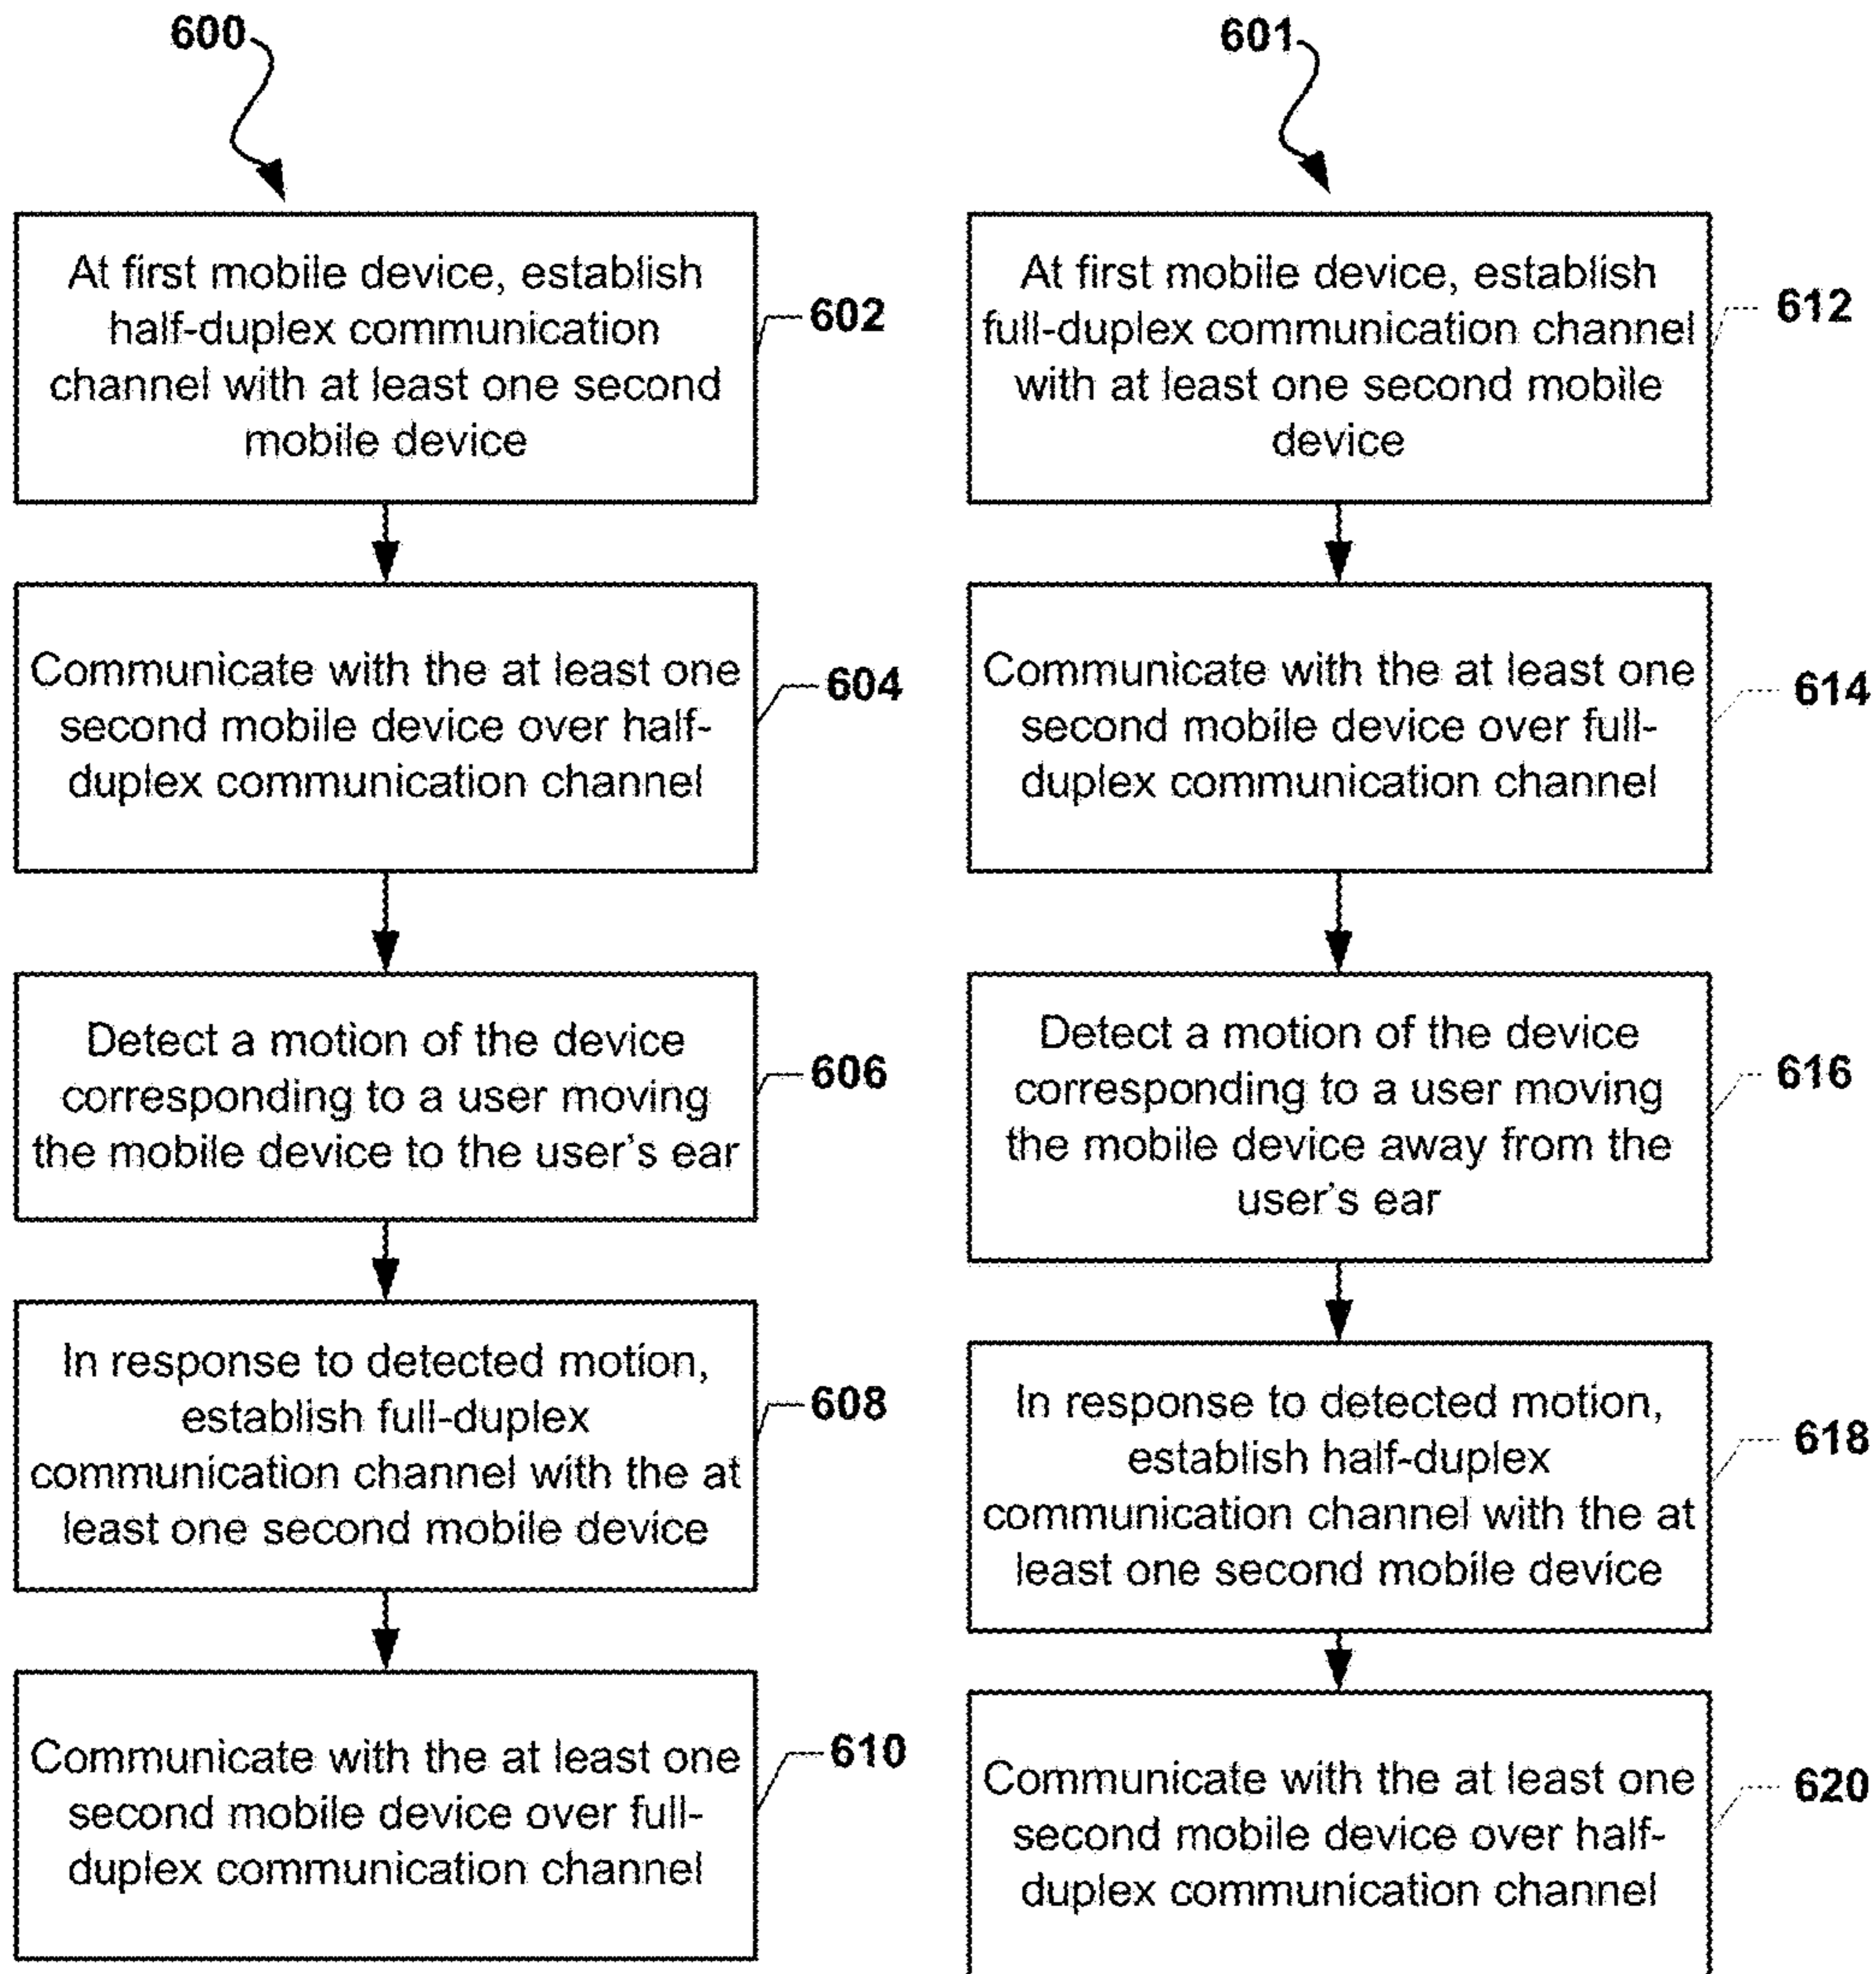 600
At first mobile device, establish
half-duplex communication
channel with at least one second
mobile device
602
Communicate with the at least one
second mobile device over half-
duplex communication channel
604
Detect a motion of the device
corresponding to a user moving
the mobile device to the user's ear
606
In response to detected motion,
establish full-duplex
communication channel with the at
least one second mobile device
608
Communicate with the at least one
second mobile device over full-
duplex communication channel
610
601
At first mobile device, establish
full-duplex communication channel
with at least one second mobile
device
612
Communicate with the at least one
second mobile device over full-
duplex communication channel
614
Detect a motion of the device
corresponding to a user moving
the mobile device away from the
user's ear
616
In response to detected motion,
establish half-duplex
communication channel with the at
least one second mobile device
618
Communicate with the at least one
second mobile device over half-
duplex communication channel
620